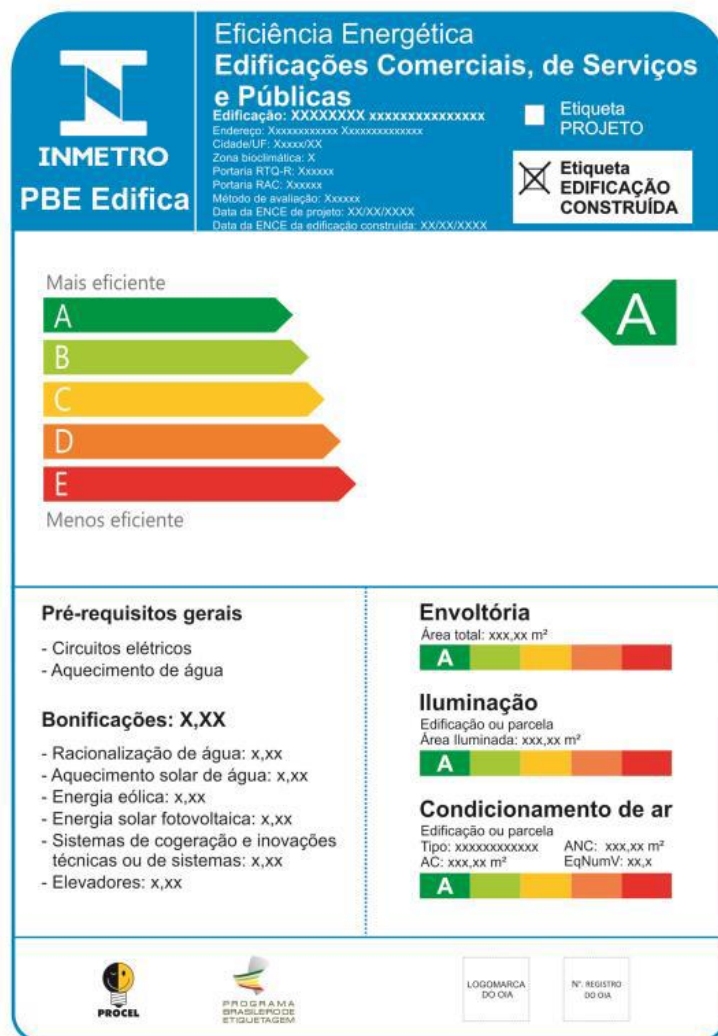 INMETRO
PBE Edifica
Eficiência Energética
Edificações Comerciais, de Serviços
e Públicas
Edificação: XXXXXXXX xxxxxxxxxxxxxxx
Endereço: Xxxxxxxxxxxx Xxxxxxxxxxxxxx
Cidade/UF: Xxxxx/XX
Zona bioclimática: X
Portaria RTQ-R: Xxxxxx
Portaria RAC: Xxxxxx
Método de avaliação: Xxxxxx
Data da ENCE de projeto: XX/XX/XXXX
Data da ENCE da edificação construída: XX/XX/XXXX
Etiqueta
PROJETO
Etiqueta
EDIFICAÇÃO
CONSTRUÍDA
Mais eficiente
A
B
C
D
E
Menos eficiente
A
Pré-requisitos gerais
- Circuitos elétricos
- Aquecimento de água
Bonificações: X,XX
- Racionalização de água: x,xx
- Aquecimento solar de água: x,xx
- Energia eólica: x,xx
- Energia solar fotovoltaica: x,xx
- Sistemas de cogeração e inovações
técnicas ou de sistemas: x,xx
- Elevadores: x,xx
Envoltória
Área total: xxx,xx m²
A
Iluminação
Edificação ou parcela
Área Iluminada: xxx,xx m²
A
Condicionamento de ar
Edificação ou parcela
Tipo: xxxxxxxxxxxx ANC: xxx,xx m²
AC: xxx,xx m² EqNumV: xx,x
A
PROCEL
PROGRAMA
BRASILEIRO DE
ETIQUETAGEM
LOGOMARCA
DO OIA
N°. REGISTRO
DO OIA